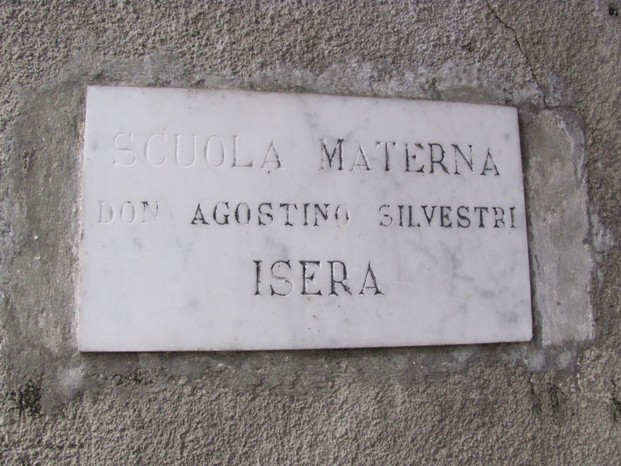 SCUOLA MATERNA
DON AGOSTINO SILVESTRI
ISERA